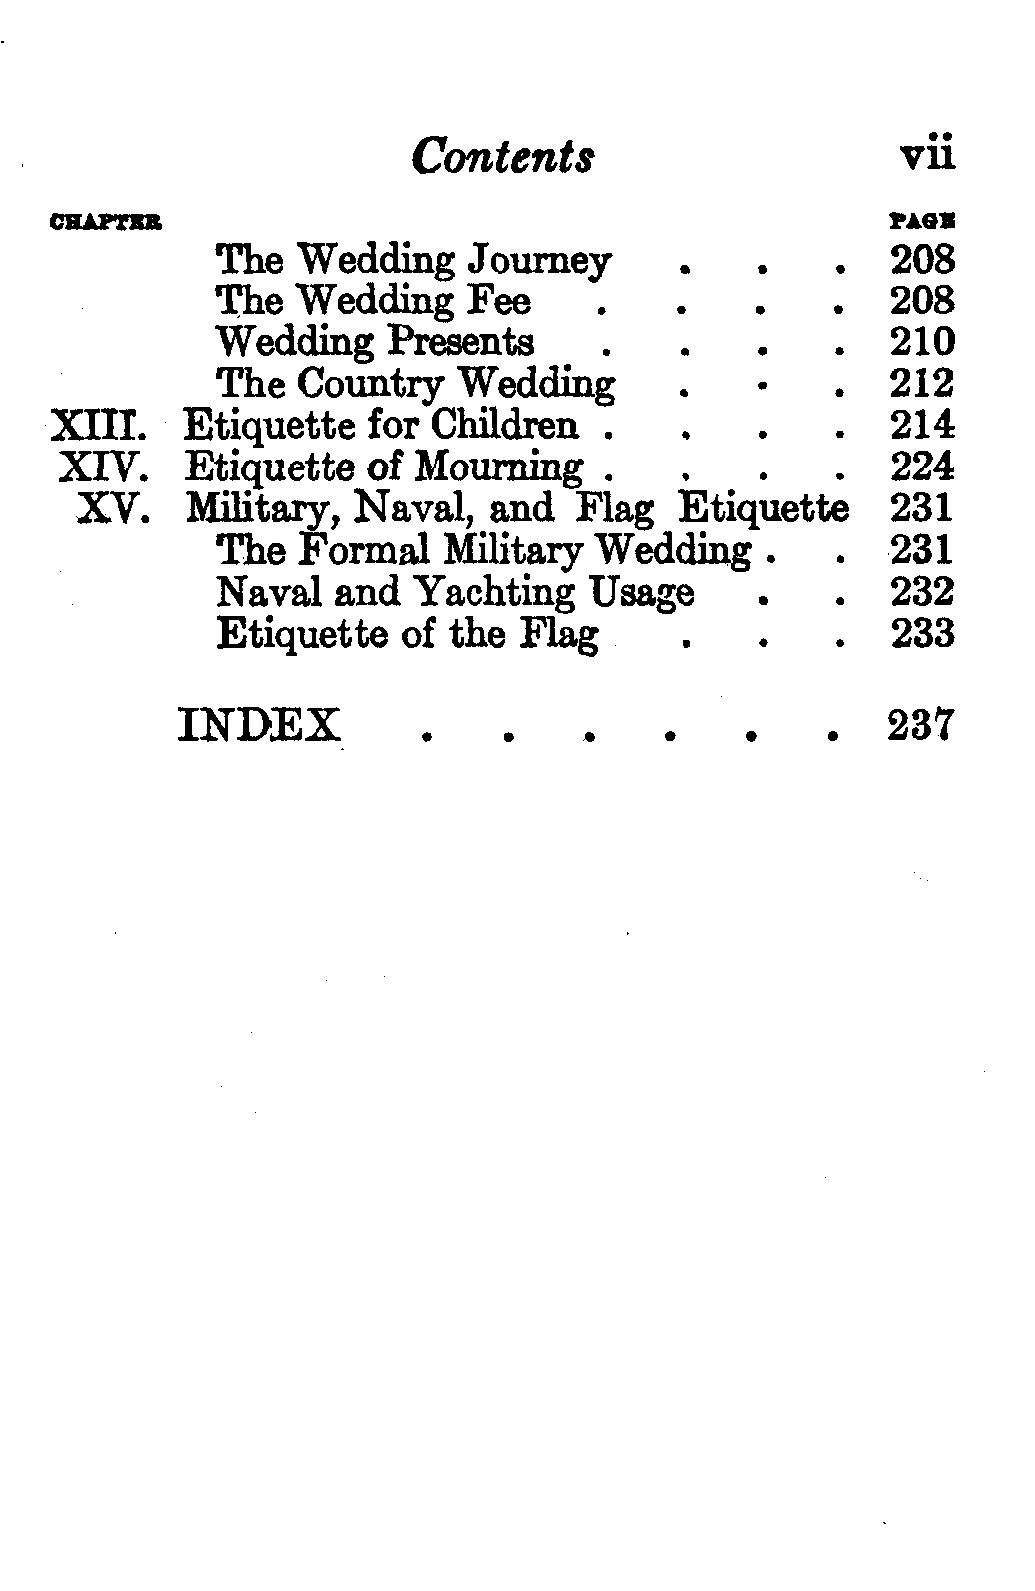 Contents vii
CHAPTER PAGE
The Wedding Journey . . . 208
The Wedding Fee . . . . 208
Wedding Presents . . . . 210
The Country Wedding . . . 212
XIII. Etiquette for Children . . . . 214
XIV. Etiquette of Mourning . . . . 224
XV. Military, Naval, and Flag Etiquette 231
The Formal Military Wedding . . 231
Naval and Yachting Usage . . 232
Etiquette of the Flag . . . 233
INDEX . . . . . . 237